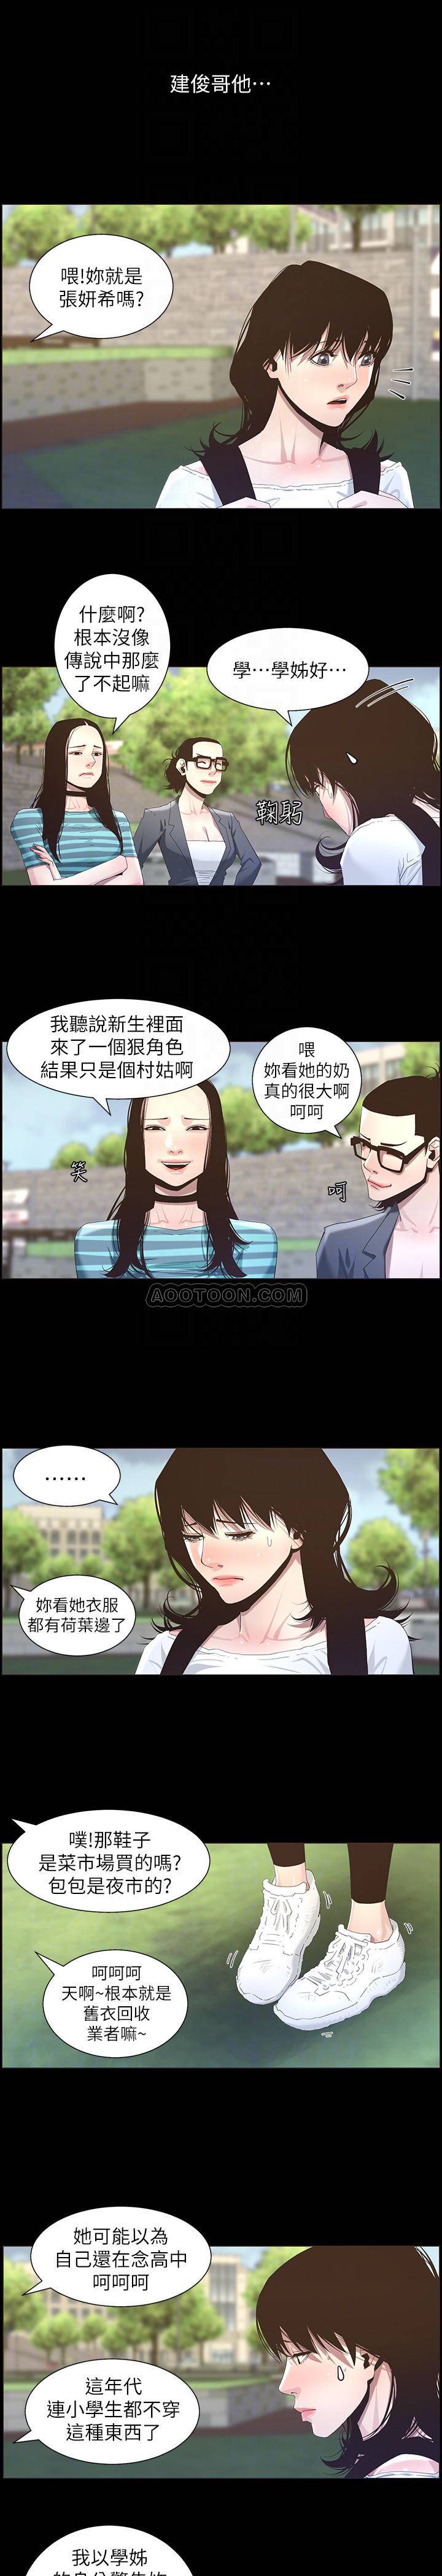 建俊哥他…
喂!妳就是
張妍希嗎?
什麼啊?
根本沒像
傳說中那麼
了不起嘛
學…學姊好…
鞠躬
我聽說新生裡面
來了一個狠角色
結果只是個村姑啊
喂
妳看她的奶
真的很大啊
呵呵
笑
呵
AOOTOON.COM
……
妳看她衣服
都有荷葉邊了
噗!那鞋子
是菜市場買的嗎?
包包是夜市的?
呵呵呵
天啊~根本就是
舊衣回收
業者嘛~
她可能以為
自己還在念高中
呵呵呵
這年代
連小學生都不穿
這種東西了
我以學姊